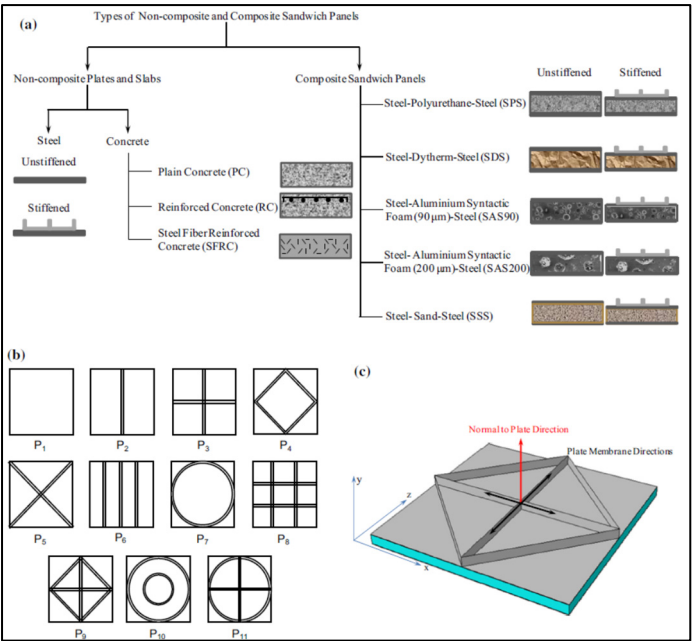 (a)
Types of Non-composite and Composite Sandwich Panels
Non-composite Plates and Slabs
Composite Sandwich Panels
Unstiffened
Stiffened
Steel
Concrete
Unstiffened
Stiffened
Plain Concrete (PC)
Reinforced Concrete (RC)
Steel Fiber Reinforced
Concrete (SFRC)
Steel-Polyurethane-Steel (SPS)
Steel-Dytherm-Steel (SDS)
Steel-Aluminium Syntactic
Foam (90 µm)-Steel (SAS90)
Steel- Aluminium Syntactic
Foam (200 µm)-Steel (SAS200)
Steel- Sand-Steel (SSS)
(b)
P1
P2
P3
P4
P5
P6
P7
P8
P9
P10
P11
(c)
Normal to Plate Direction
Plate Membrane Directions
y
z
x